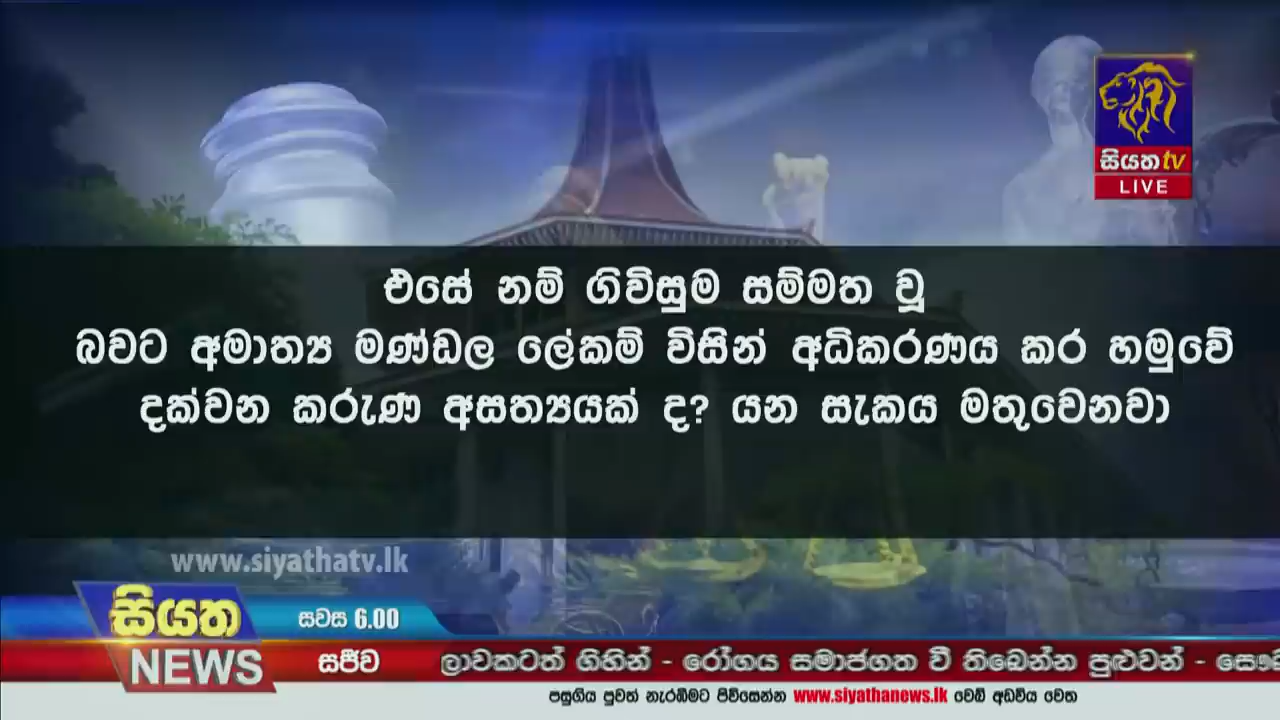 සියත tv
LIVE
එසේ නම් ගිවිසුම සම්මත වූ
බවට අමාත්‍ය මණ්ඩල ලේකම් විසින් අධිකරණය කර හමුවේ
දක්වන කරුණ අසත්‍යයක් ද? යන සැකය මතුවෙනවා
www.siyathatv.lk
සියත
NEWS
සවස 6.00
සජීව
ලාවකටත් ගිහින් - රෝගය සමාජගත වී තිබෙන්න පුළුවන් -
පසුගිය පුවත් නැරඹීමට පිවිසෙන්න www.siyathanews.lk වෙබ් අඩවිය වෙත